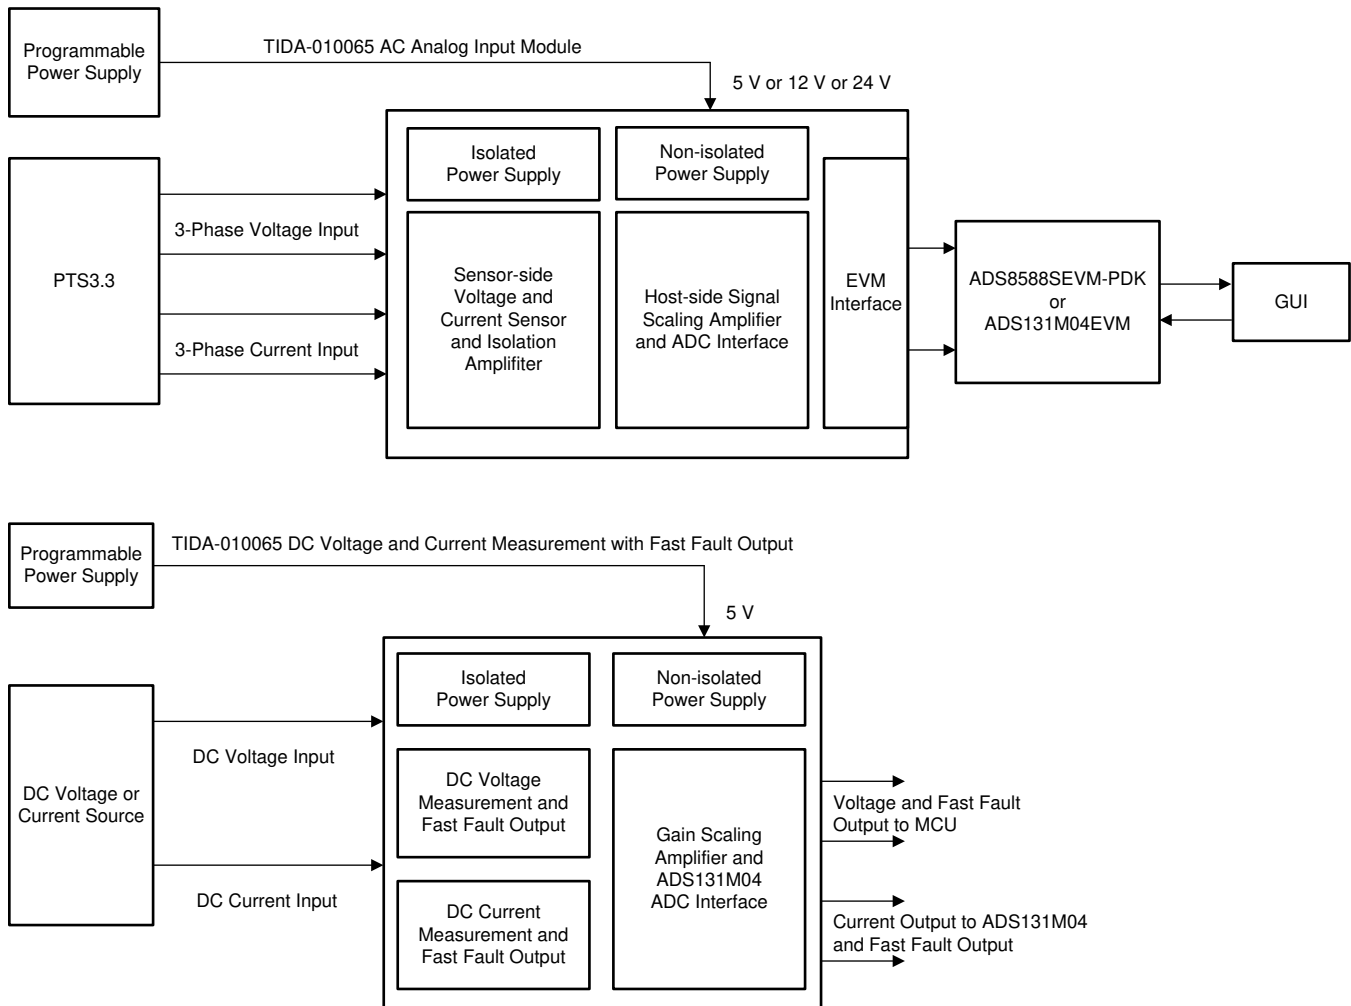 Programmable
Power Supply
TIDA-010065 AC Analog Input Module
5 V or 12 V or 24 V
Isolated
Power Supply
Non-isolated
Power Supply
PTS3.3
3-Phase Voltage Input
3-Phase Current Input
Sensor-side
Voltage and
Current Sensor
and Isolation
Amplifiter
Host-side Signal
Scaling Amplifier
and ADC Interface
EVM
Interface
ADS8588SEVM-PDK
or
ADS131M04EVM
GUI
Programmable
Power Supply
TIDA-010065 DC Voltage and Current Measurement with Fast Fault Output
5 V
Isolated
Power Supply
Non-isolated
Power Supply
DC Voltage or
Current Source
DC Voltage Input
DC Current Input
DC Voltage
Measurement and
Fast Fault Output
DC Current
Measurement and
Fast Fault Output
Gain Scaling
Amplifier and
ADS131M04
ADC Interface
Voltage and Fast Fault
Output to MCU
Current Output to ADS131M04
and Fast Fault Output